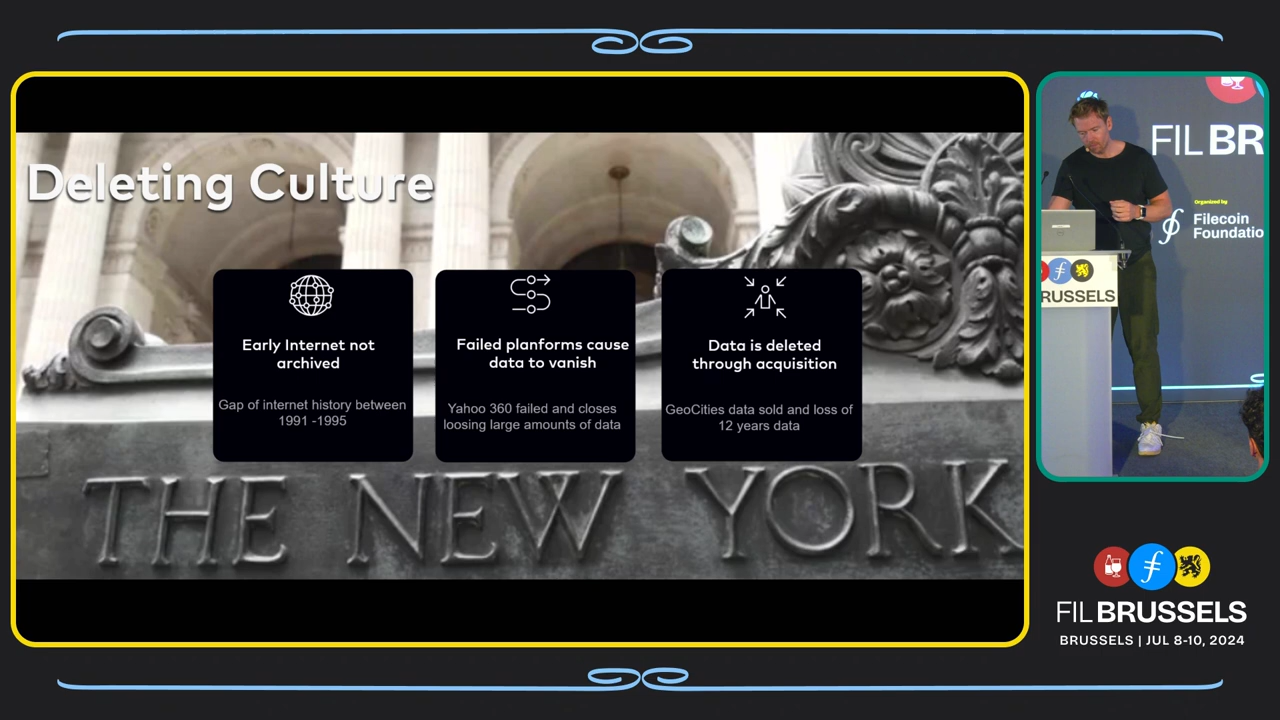 Deleting Culture
Early Internet not
archived
Gap of internet history between
1991 -1995
Failed planforms cause
data to vanish
Yahoo 360 failed and closes
loosing large amounts of data
Data is deleted
through acquisition
GeoCities data sold and loss of
12 years data
THE NEW YORK
FIL BR
Organized by
Filecoin
Foundatio
RUSSELS
FIL BRUSSELS
BRUSSELS | JUL 8-10, 2024